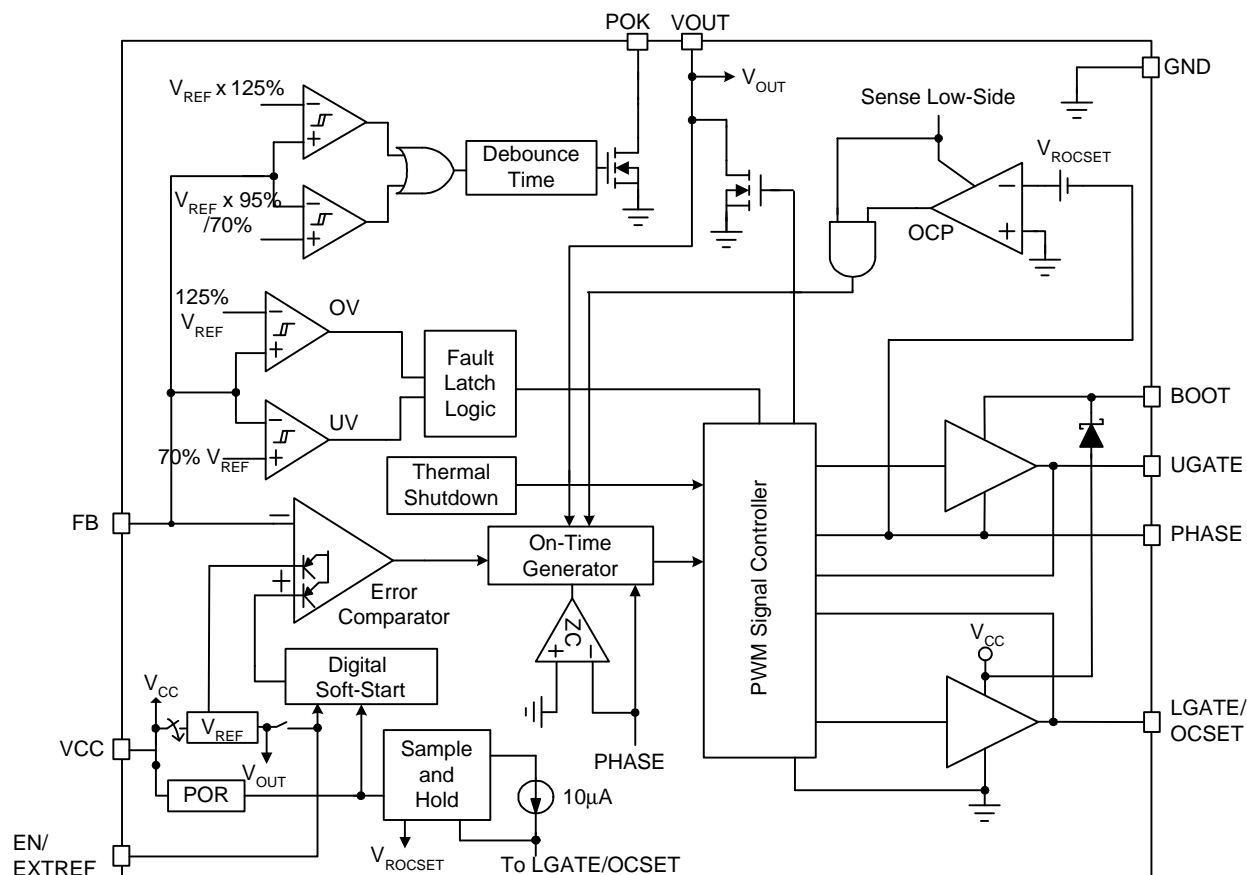 POK
VOUT
GND
V_REF x 125%
V_OUT
Sense Low-Side
V_ROCSET
Debounce
Time
V_REF x 95%
/70%
OCP
125%
V_REF
OV
Fault
Latch
Logic
UV
70% V_REF
BOOT
Thermal
Shutdown
UGATE
FB
On-Time
Generator
PHASE
Error
Comparator
ZC
PWM Signal Controller
Digital
Soft-Start
V_CC
V_CC
V_REF
LGATE/
OCSET
VCC
V_OUT
Sample
and
Hold
PHASE
POR
10μA
EN/
EXTREF
V_ROCSET
To LGATE/OCSET